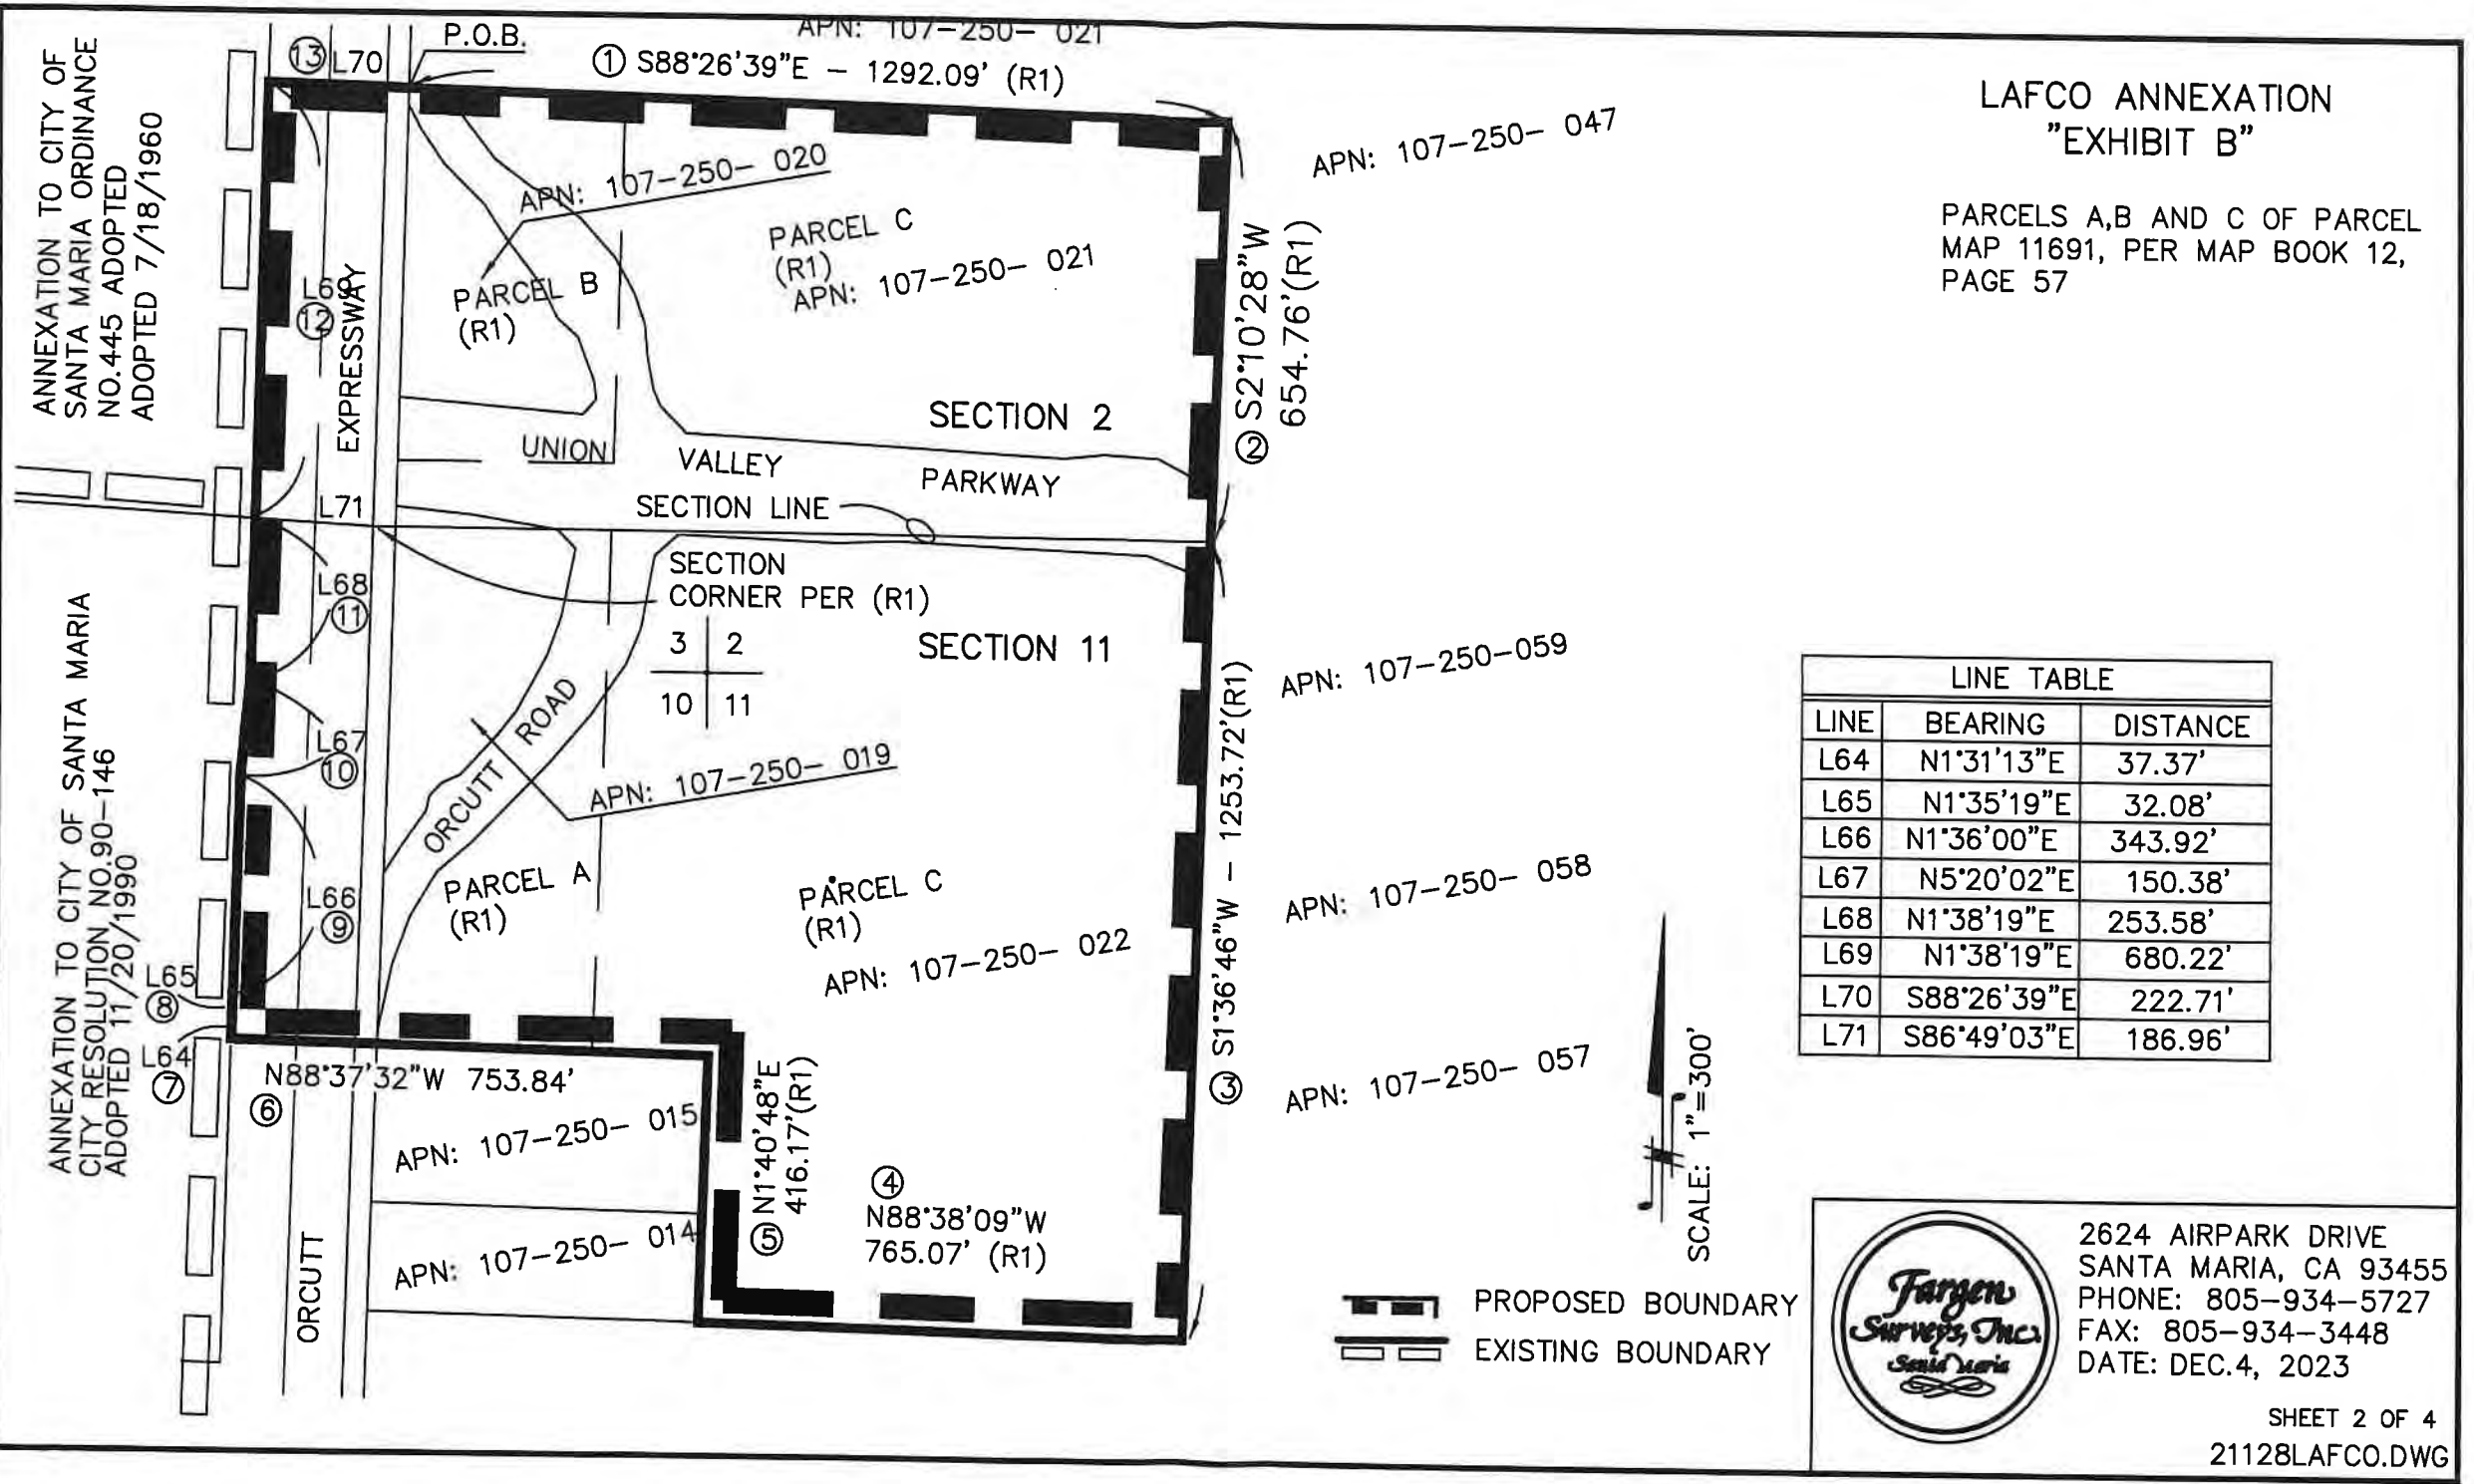 APN: 107-250- 021
P.O.B.
① S88°26'39"E - 1292.09' (R1)
⑬ L70
ANNEXATION TO CITY OF
SANTA MARIA ORDINANCE
NO.445 ADOPTED
ADOPTED 7/18/1960
LAFCO ANNEXATION
"EXHIBIT B"
PARCELS A,B AND C OF PARCEL
MAP 11691, PER MAP BOOK 12,
PAGE 57
APN: 107-250- 047
APN: 107-250- 020
PARCEL C
(R1)
APN: 107-250- 021
PARCEL B
(R1)
L69
⑫
EXPRESSWAY
② S2°10'28"W
654.76'(R1)
SECTION 2
UNION
VALLEY
PARKWAY
SECTION LINE
L71
SECTION
CORNER PER (R1)
3 2
10 11
SECTION 11
L68
⑪
L67
⑩
L66
⑨
ORCUTT ROAD
APN: 107-250- 019
PARCEL A
(R1)
PARCEL C
(R1)
APN: 107-250- 022
③ S1°36'46"W - 1253.72'(R1)
APN: 107-250-059
APN: 107-250- 058
APN: 107-250- 057
ANNEXATION TO CITY OF SANTA MARIA
CITY RESOLUTION NO.90-146
ADOPTED 11/20/1990
L65
⑧
L64
⑦
N88°37'32"W 753.84'
⑥
APN: 107-250- 015
APN: 107-250- 014
⑤ N1°40'48"E
416.17'(R1)
④
N88°38'09"W
765.07' (R1)
ORCUTT
LINE TABLE
LINE BEARING DISTANCE
L64 N1°31'13"E 37.37'
L65 N1°35'19"E 32.08'
L66 N1°36'00"E 343.92'
L67 N5°20'02"E 150.38'
L68 N1°38'19"E 253.58'
L69 N1°38'19"E 680.22'
L70 S88°26'39"E 222.71'
L71 S86°49'03"E 186.96'
SCALE: 1"=300'
PROPOSED BOUNDARY
EXISTING BOUNDARY
Fargen
Surveys, Inc.
Santa Maria
2624 AIRPARK DRIVE
SANTA MARIA, CA 93455
PHONE: 805-934-5727
FAX: 805-934-3448
DATE: DEC.4, 2023
SHEET 2 OF 4
21128LAFCO.DWG